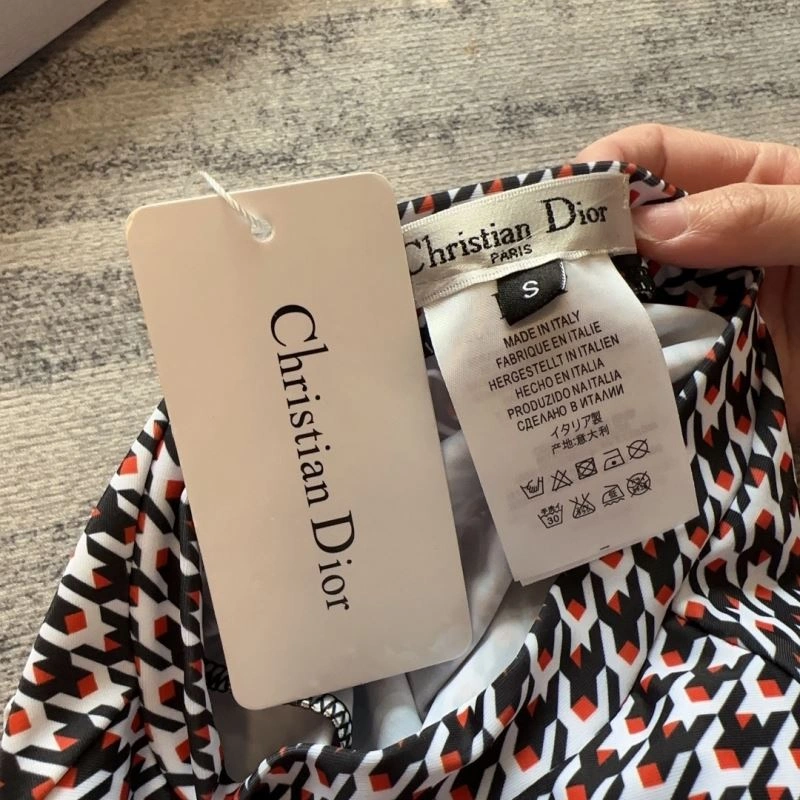 Christian Dior
Christian Dior
PARIS
S
MADE IN ITALY
FABRIQUE EN ITALIE
HERGESTELLT IN ITALIEN
HECHO EN ITALIA
PRODUZIDO NA ITALIA
СДЕЛАНО В ИТАЛИИ
イタリア製
产地:意大利
30